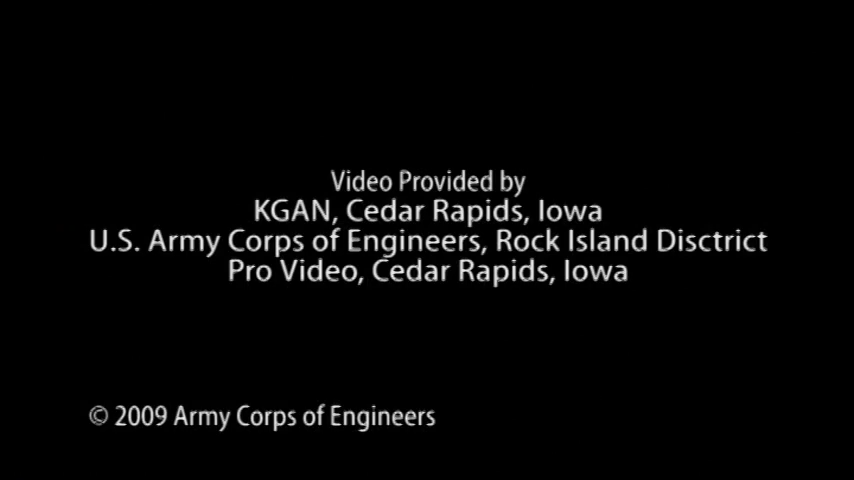 Video Provided by
KGAN, Cedar Rapids, Iowa
U.S. Army Corps of Engineers, Rock Island Disctrict
Pro Video, Cedar Rapids, Iowa
© 2009 Army Corps of Engineers